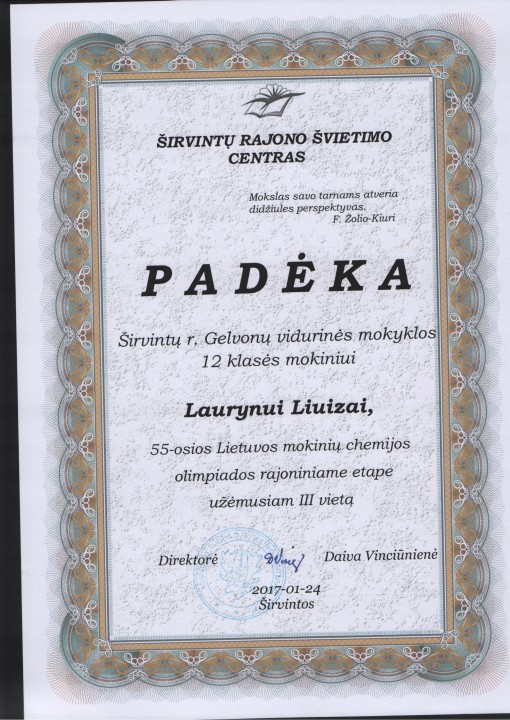 ŠIRVINTŲ RAJONO ŠVIETIMO
CENTRAS
Mokslas savo tarnams atveria
didžiules perspektyvas.
F. Žolio-Kiuri
PADĖKA
Širvintų r. Gelvonų vidurinės mokyklos
12 klasės mokiniui
Laurynui Liuizai,
55-osios Lietuvos mokinių chemijos
olimpiados rajoniniame etape
užėmusiam III vietą
Direktorė Daiva Vinciūnienė
2017-01-24
Širvintos